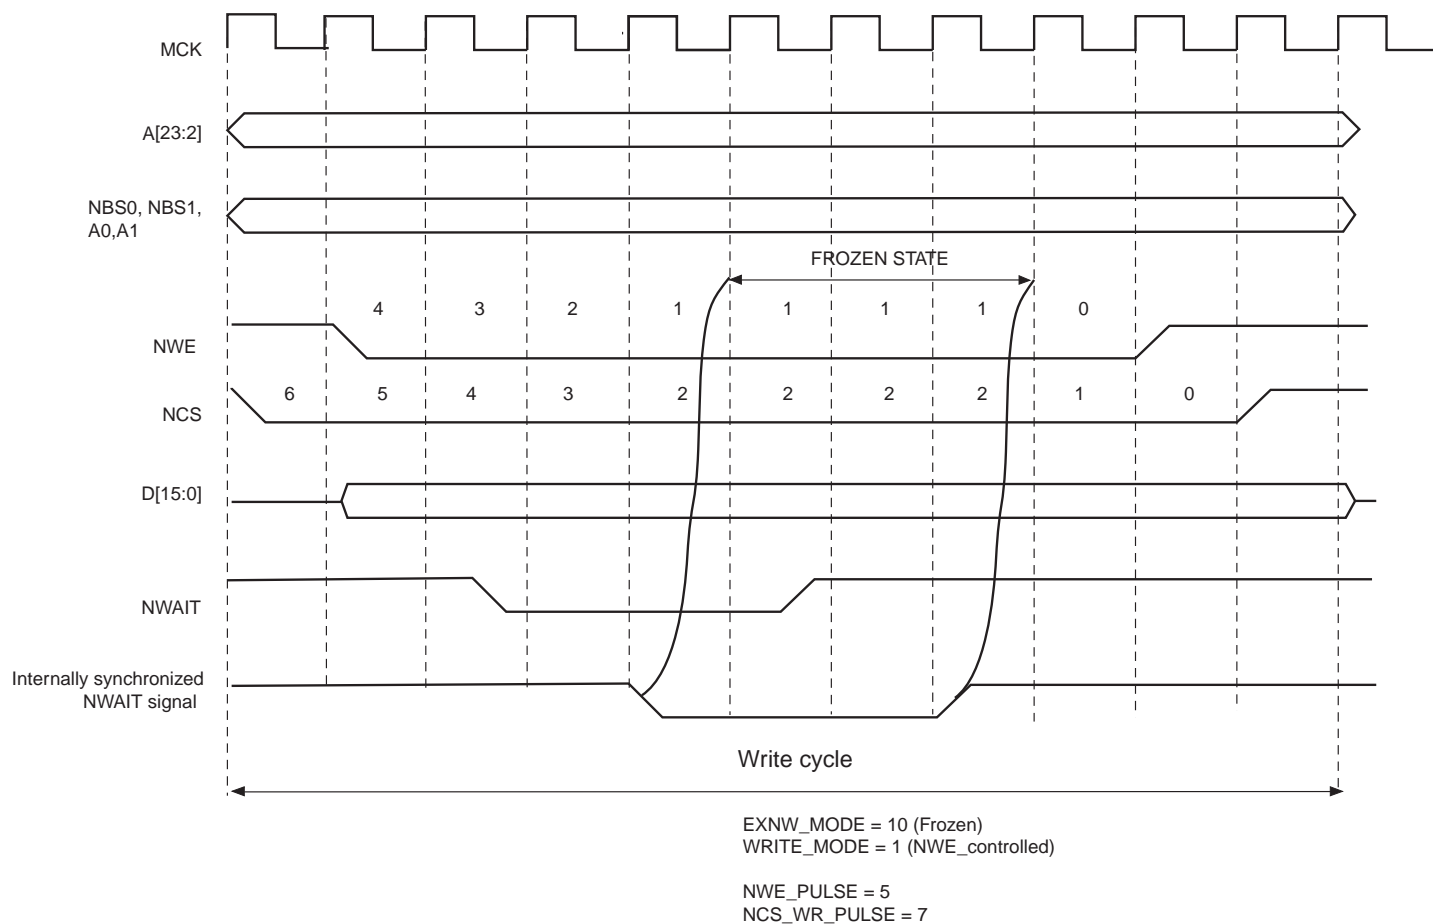 MCK
A[23:2]
NBS0, NBS1,
A0,A1
FROZEN STATE
4 3 2 1 1 1 1 0
NWE
6 5 4 3 2 2 2 2 1 0
NCS
D[15:0]
NWAIT
Internally synchronized
NWAIT signal
Write cycle
EXNW_MODE = 10 (Frozen)
WRITE_MODE = 1 (NWE_controlled)
NWE_PULSE = 5
NCS_WR_PULSE = 7